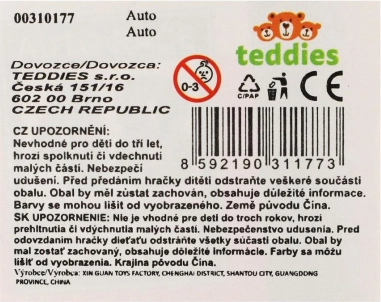 00310177 Auto
Auto
teddies
Dovozce/Dovozca:
TEDDIES s.r.o.
Česká 151/16
602 00 Brno
CZECH REPUBLIC
0-3
C/PAP
CE
8 592190 311773
CZ UPOZORNĚNÍ:
Nevhodné pro děti do tří let,
hrozí spolknutí či vdechnutí
malých částí. Nebezpečí
udušení. Před předáním hračky dítěti odstraňte veškeré součásti
obalu. Obal by měl zůstat zachován, obsahuje důležité informace.
Barvy se mohou lišit od vyobrazeného. Země původu Čína.
SK UPOZORNENIE: Nie je vhodné pre deti do troch rokov, hrozí
prehltnutia či vdýchnutia malých častí. Nebezpečenstvo udusenia. Pred
odovzdaním hračky dieťaťu odstráňte všetky súčasti obalu. Obal by
mal zostať zachovaný, obsahuje dôležité informácie. Farby sa môžu
líšiť od vyobrazeného. Krajina pôvodu Čína.
Výrobce/Výrobca: XIN GUAN TOYS FACTORY, CHENGHAI DISTRICT, SHANTOU CITY, GUANGDONG
PROVINCE, CHINA